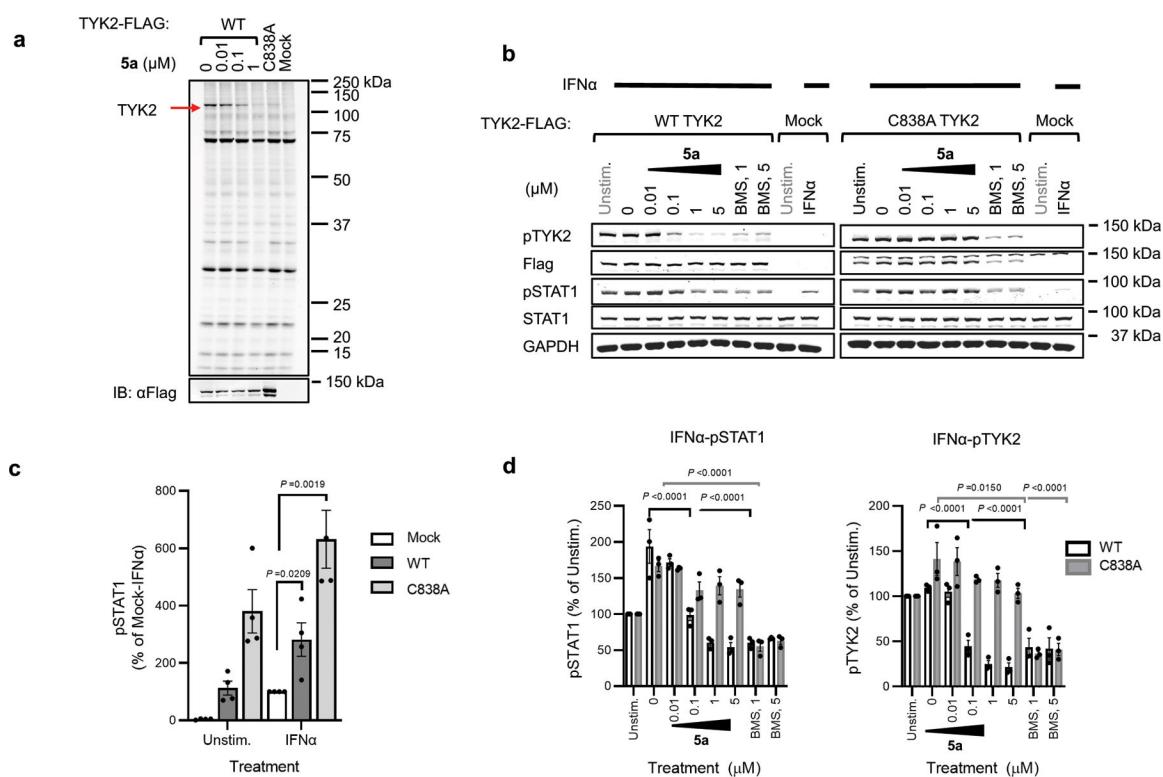 a
TYK2-FLAG: WT C838A Mock
5a (μM) 0 0.01 0.1 1
250 kDa
150
TYK2
100
75
50
37
25
20
15
150 kDa
IB: αFlag
b
IFNα
TYK2-FLAG: WT TYK2 Mock C838A TYK2 Mock
5a 5a
(μM) Unstim. 0 0.01 0.1 1 5 BMS, 1 BMS, 5 Unstim. IFNα Unstim. 0 0.01 0.1 1 5 BMS, 1 BMS, 5 Unstim. IFNα
pTYK2 150 kDa
Flag 150 kDa
pSTAT1 100 kDa
STAT1 100 kDa
GAPDH 37 kDa
c
pSTAT1
(% of Mock-IFNα)
800
600
400
200
0
P =0.0019
P =0.0209
Mock
WT
C838A
Unstim. IFNα
Treatment
d
IFNα-pSTAT1
P <0.0001
P <0.0001 P <0.0001
pSTAT1 (% of Unstim.)
250
200
150
100
50
0
Unstim. 0 0.01 0.1 1 5 BMS, 1 BMS, 5
5a
Treatment (μM)
IFNα-pTYK2
P =0.0150 P <0.0001
P <0.0001 P <0.0001
pTYK2 (% of Unstim.)
200
150
100
50
0
WT
C838A
Unstim. 0 0.01 0.1 1 5 BMS, 1 BMS, 5
5a
Treatment (μM)